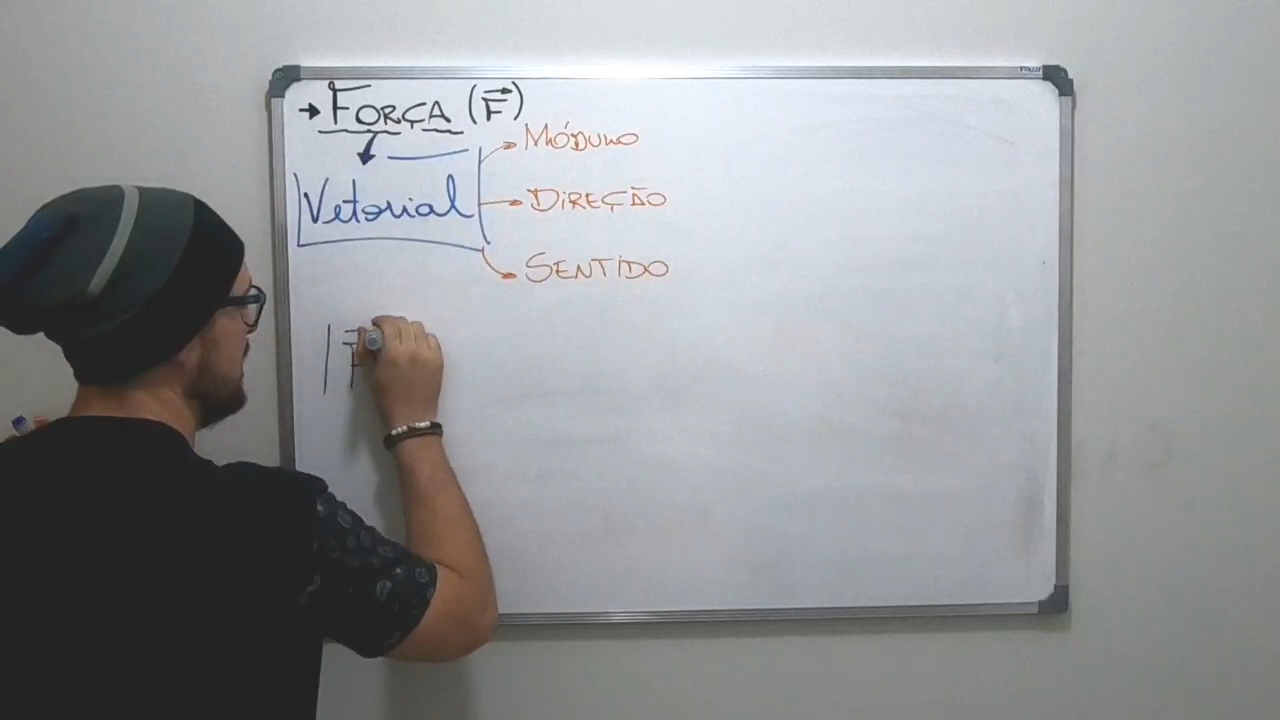 → FORÇA (F⃗)
Vetorial
→ MÓDULO
→ DIREÇÃO
→ SENTIDO
|F